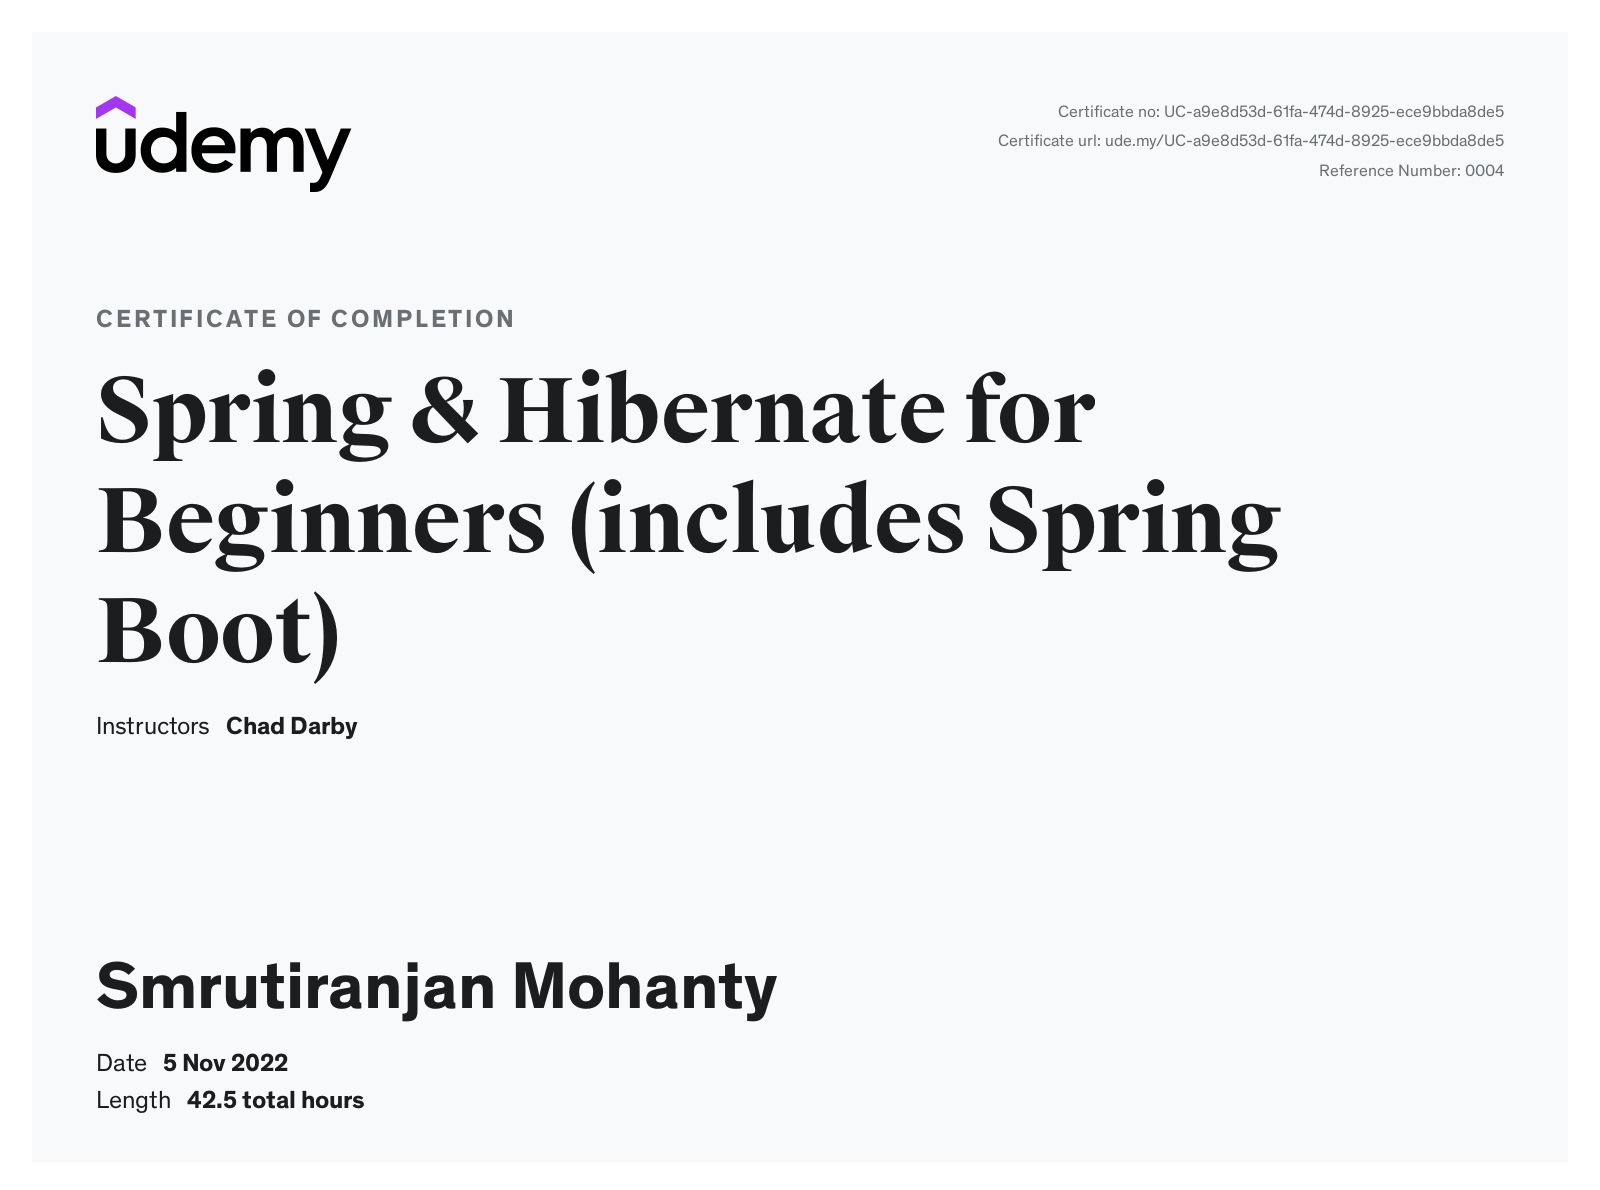 udemy
Certificate no: UC-a9e8d53d-61fa-474d-8925-ece9bbda8de5
Certificate url: ude.my/UC-a9e8d53d-61fa-474d-8925-ece9bbda8de5
Reference Number: 0004
CERTIFICATE OF COMPLETION
Spring & Hibernate for
Beginners (includes Spring
Boot)
Instructors Chad Darby
Smrutiranjan Mohanty
Date 5 Nov 2022
Length 42.5 total hours